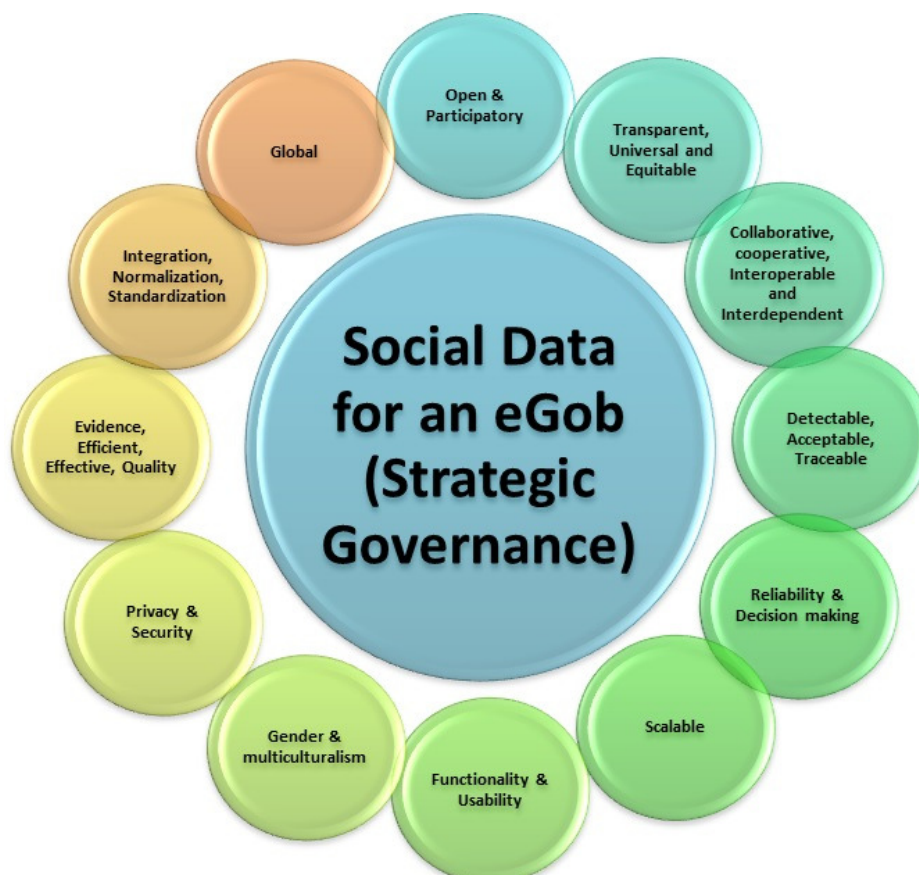 Open &
Participatory
Transparent,
Universal and
Equitable
Collaborative,
cooperative,
Interoperable
and
Interdependent
Detectable,
Acceptable,
Traceable
Reliability &
Decision making
Scalable
Functionality &
Usability
Gender &
multiculturalism
Privacy &
Security
Evidence,
Efficient,
Effective, Quality
Integration,
Normalization,
Standardization
Global
Social Data
for an eGob
(Strategic
Governance)